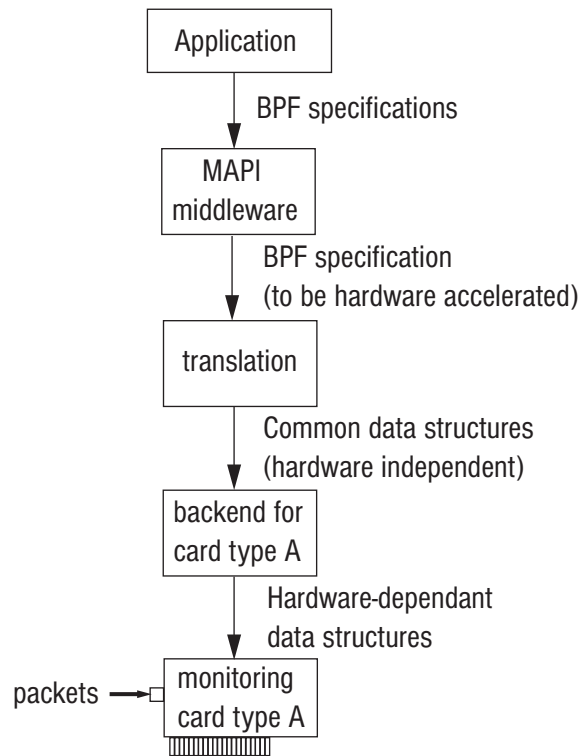 Application
BPF specifications
MAPI
middleware
BPF specification
(to be hardware accelerated)
translation
Common data structures
(hardware independent)
backend for
card type A
Hardware-dependant
data structures
packets
monitoring
card type A